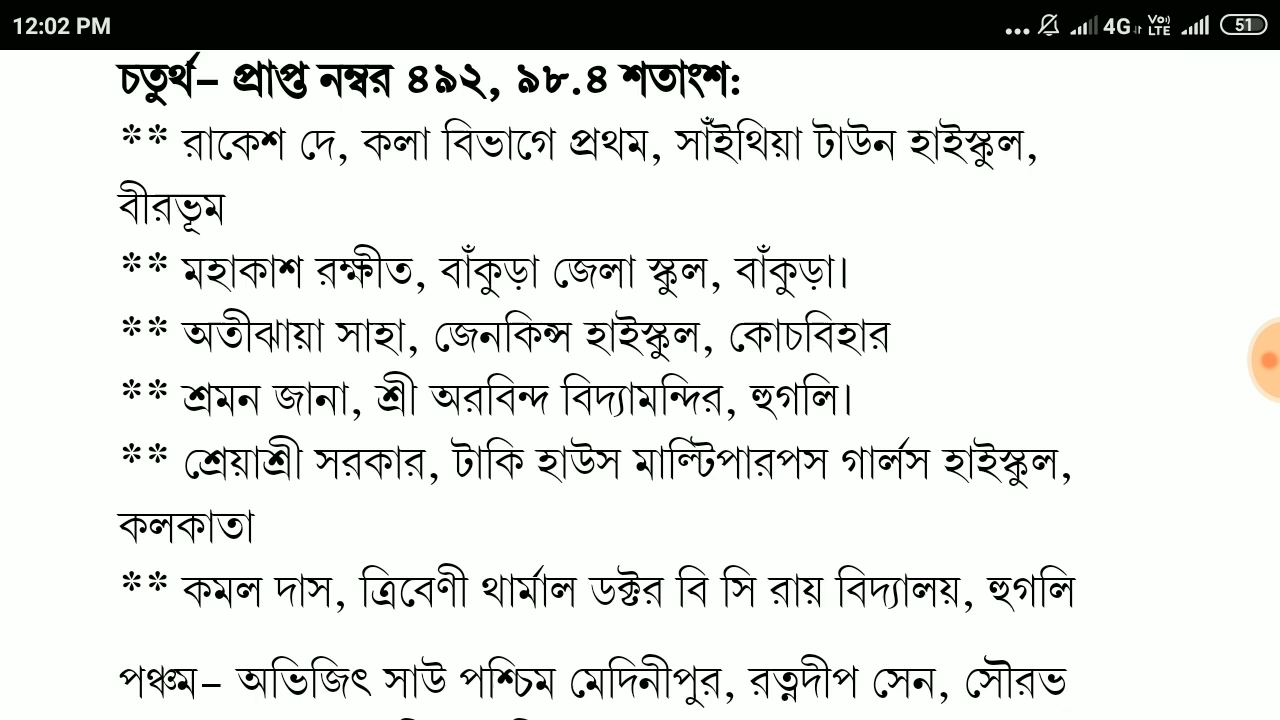 12:02 PM
4G Vo) LTE 51
চতুর্থ– প্রাপ্ত নম্বর ৪৯২, ৯৮.৪ শতাংশ:
** রাকেশ দে, কলা বিভাগে প্রথম, সাঁইথিয়া টাউন হাইস্কুল,
বীরভূম
** মহাকাশ রক্ষীত, বাঁকুড়া জেলা স্কুল, বাঁকুড়া।
** অতীঝায়া সাহা, জেনকিন্স হাইস্কুল, কোচবিহার
** শ্রমন জানা, শ্রী অরবিন্দ বিদ্যামন্দির, হুগলি।
** শ্রেয়াশ্রী সরকার, টাকি হাউস মাল্টিপারপস গার্লস হাইস্কুল,
কলকাতা
** কমল দাস, ত্রিবেণী থার্মাল ডক্টর বি সি রায় বিদ্যালয়, হুগলি
পঞ্চম– অভিজিৎ সাউ পশ্চিম মেদিনীপুর, রত্নদীপ সেন, সৌরভ